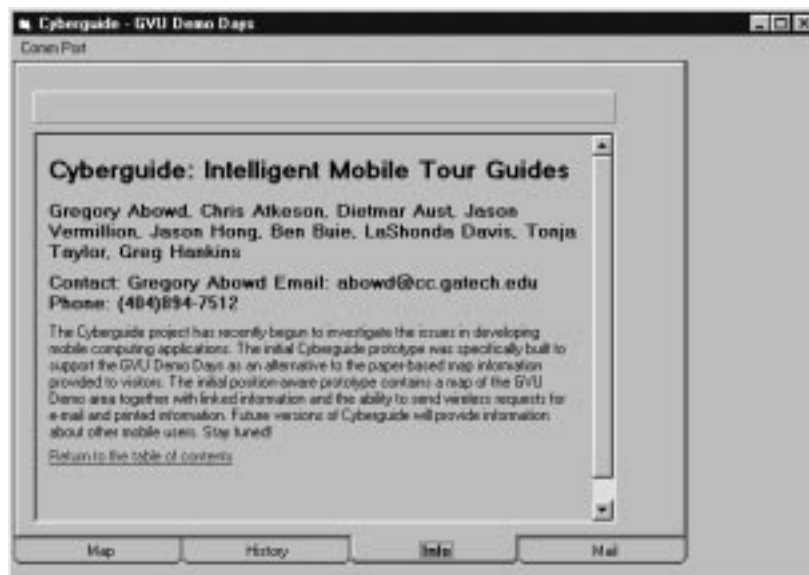 Cyberguide - GVU Demo Days
Comm Port
Cyberguide: Intelligent Mobile Tour Guides
Gregory Abowd, Chris Atkeson, Dietmar Aust, Jason
Vermillion, Jason Hong, Ben Buie, LaShonda Davis, Tonja
Taylor, Greg Hankins
Contact: Gregory Abowd Email: abowd@cc.gatech.edu
Phone: (404)894-7512
The Cyberguide project has recently begun to investigate the issues in developing
mobile computing applications. The initial Cyberguide prototype was specifically built to
support the GVU Demo Days as an alternative to the paper-based map information
provided to visitors. The initial position-aware prototype contains a map of the GVU
Demo area together with linked information and the ability to send wireless requests for
e-mail and printed information. Future versions of Cyberguide will provide information
about other mobile users. Stay tuned!
Return to the table of contents
Map
History
Info
Mail